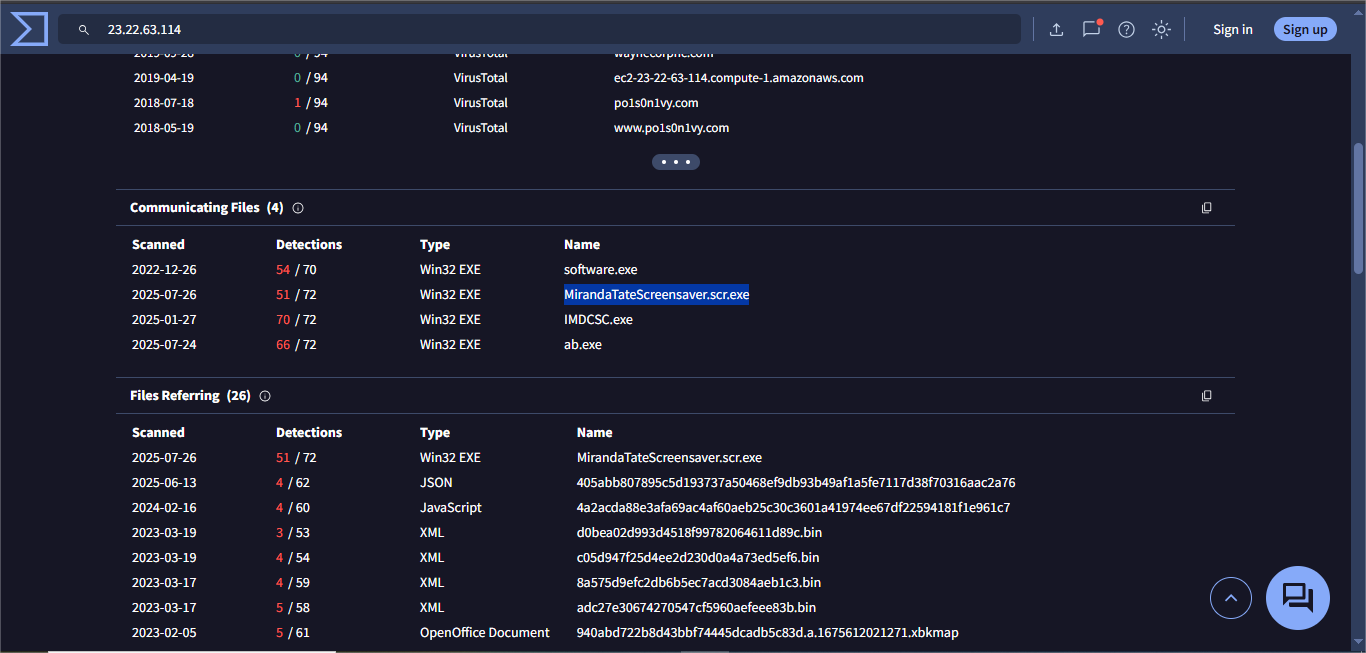 23.22.63.114
Sign in
Sign up
2019-09-28 0 / 94 VirusTotal waynecorpnc.com
2019-04-19 0 / 94 VirusTotal ec2-23-22-63-114.compute-1.amazonaws.com
2018-07-18 1 / 94 VirusTotal po1s0n1vy.com
2018-05-19 0 / 94 VirusTotal www.po1s0n1vy.com
Communicating Files (4)
Scanned Detections Type Name
2022-12-26 54 / 70 Win32 EXE software.exe
2025-07-26 51 / 72 Win32 EXE MirandaTateScreensaver.scr.exe
2025-01-27 70 / 72 Win32 EXE IMDCSC.exe
2025-07-24 66 / 72 Win32 EXE ab.exe
Files Referring (26)
Scanned Detections Type Name
2025-07-26 51 / 72 Win32 EXE MirandaTateScreensaver.scr.exe
2025-06-13 4 / 62 JSON 405abb807895c5d193737a50468ef9db93b49af1a5fe7117d38f70316aac2a76
2024-02-16 4 / 60 JavaScript 4a2acda88e3afa69ac4af60aeb25c30c3601a41974ee67df22594181f1e961c7
2023-03-19 3 / 53 XML d0bea02d993d4518f99782064611d89c.bin
2023-03-19 4 / 54 XML c05d947f25d4ee2d230d0a4a73ed5ef6.bin
2023-03-17 4 / 59 XML 8a575d9efc2db6b5ec7acd3084aeb1c3.bin
2023-03-17 5 / 58 XML adc27e30674270547cf5960aefeee83b.bin
2023-02-05 5 / 61 OpenOffice Document 940abd722b8d43bbf74445dcadb5c83d.a.1675612021271.xbkmap